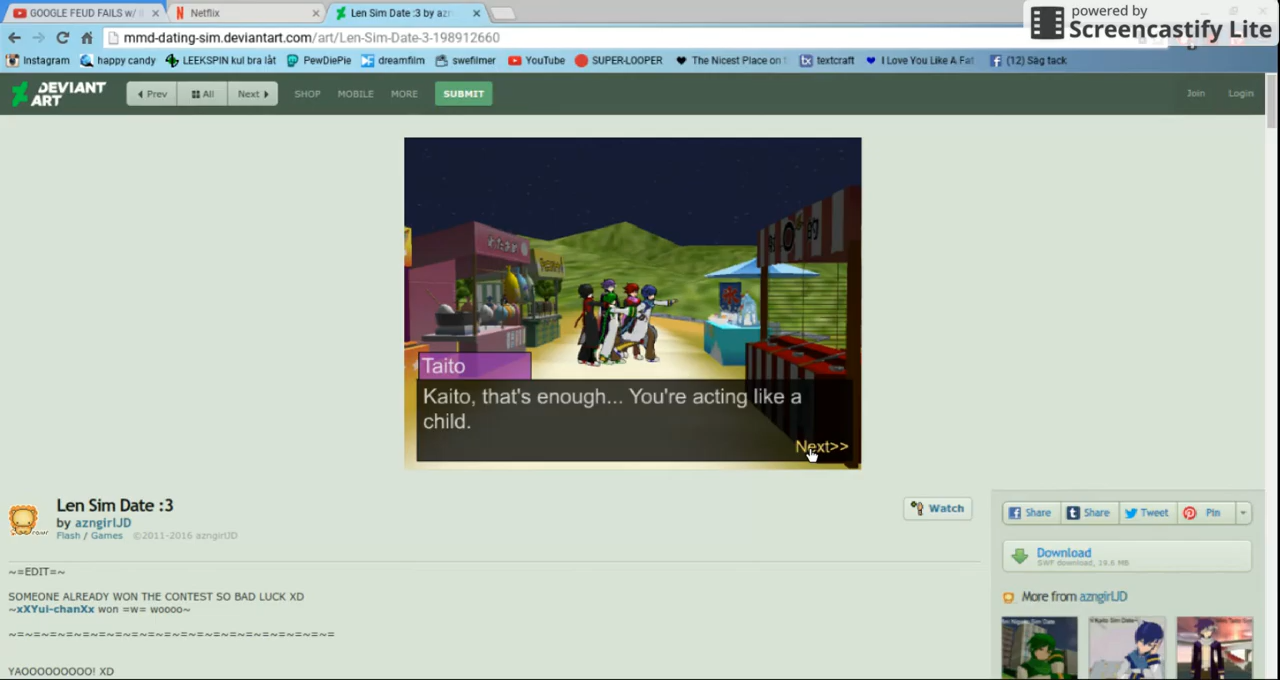 GOOGLE FEUD FAILS w/
Netflix
Len Sim Date :3 by azn
powered by
Screencastify Lite
mmd-dating-sim.deviantart.com/art/Len-Sim-Date-3-198912660
Instagram
happy candy
LEEKSPIN kul bra låt
PewDiePie
dreamfilm
swefilmer
YouTube
SUPER-LOOPER
The Nicest Place on t
textcraft
I Love You Like A Fat
(12) Säg tack
DEVIANT
ART
Prev
All
Next
SHOP
MOBILE
MORE
SUBMIT
Join
Login
Taito
Kaito, that's enough... You're acting like a
child.
Next>>
Len Sim Date :3
by azngirlJD
Flash / Games ©2011-2016 azngirlJD
Watch
Share
Share
Tweet
Pin
~=EDIT=~
Download
SWF download, 19.6 MB
SOMEONE ALREADY WON THE CONTEST SO BAD LUCK XD
~xXYui-chanXx won =w= woooo~
More from azngirlJD
~=~=~=~=~=~=~=~=~=~=~=~=~=~=~=~=~=
YAOOOOOOOOO! XD